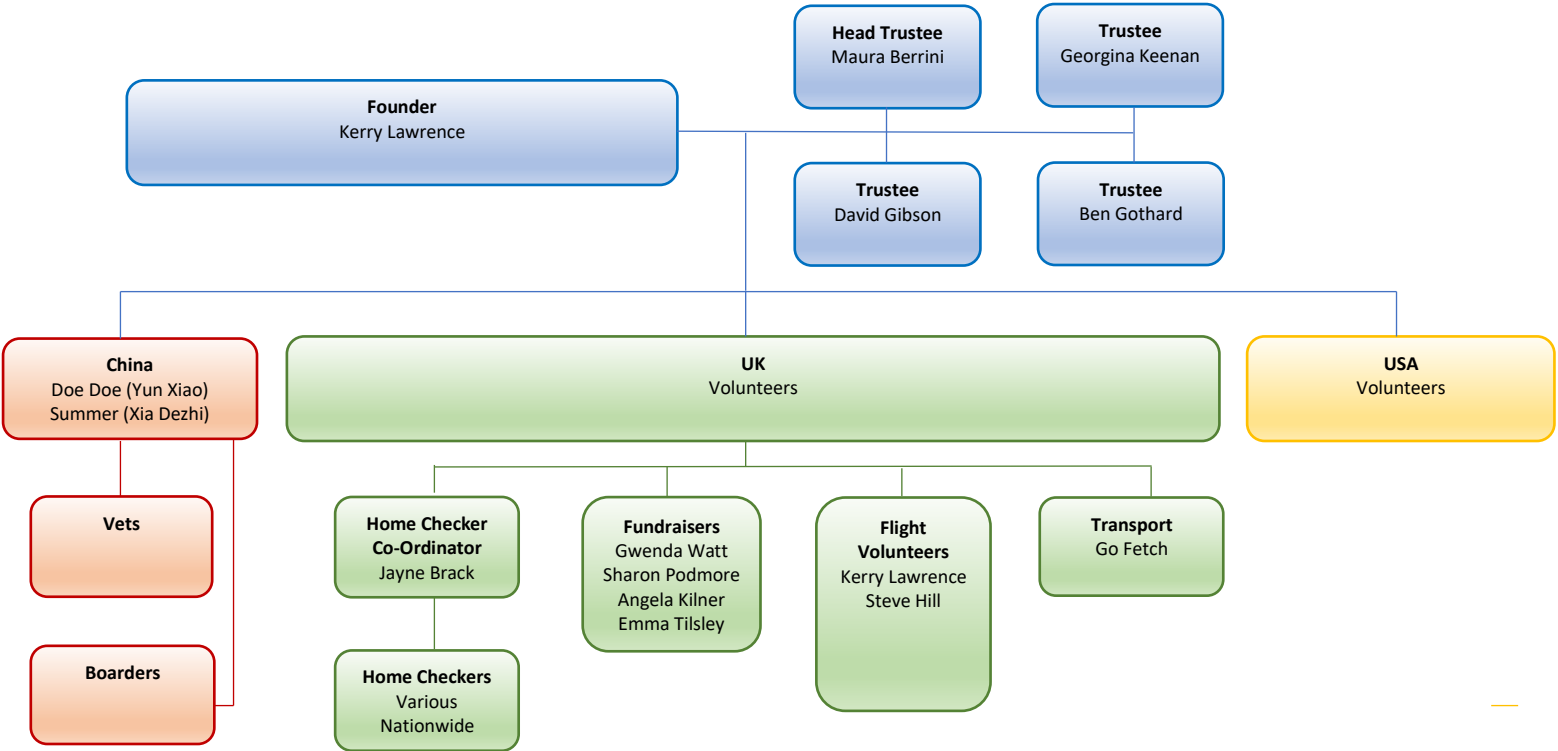 Head Trustee
Maura Berrini
Trustee
Georgina Keenan
Founder
Kerry Lawrence
Trustee
David Gibson
Trustee
Ben Gothard
China
Doe Doe (Yun Xiao)
Summer (Xia Dezhi)
UK
Volunteers
USA
Volunteers
Vets
Home Checker
Co-Ordinator
Jayne Brack
Fundraisers
Gwenda Watt
Sharon Podmore
Angela Kilner
Emma Tilsley
Flight
Volunteers
Kerry Lawrence
Steve Hill
Transport
Go Fetch
Boarders
Home Checkers
Various
Nationwide